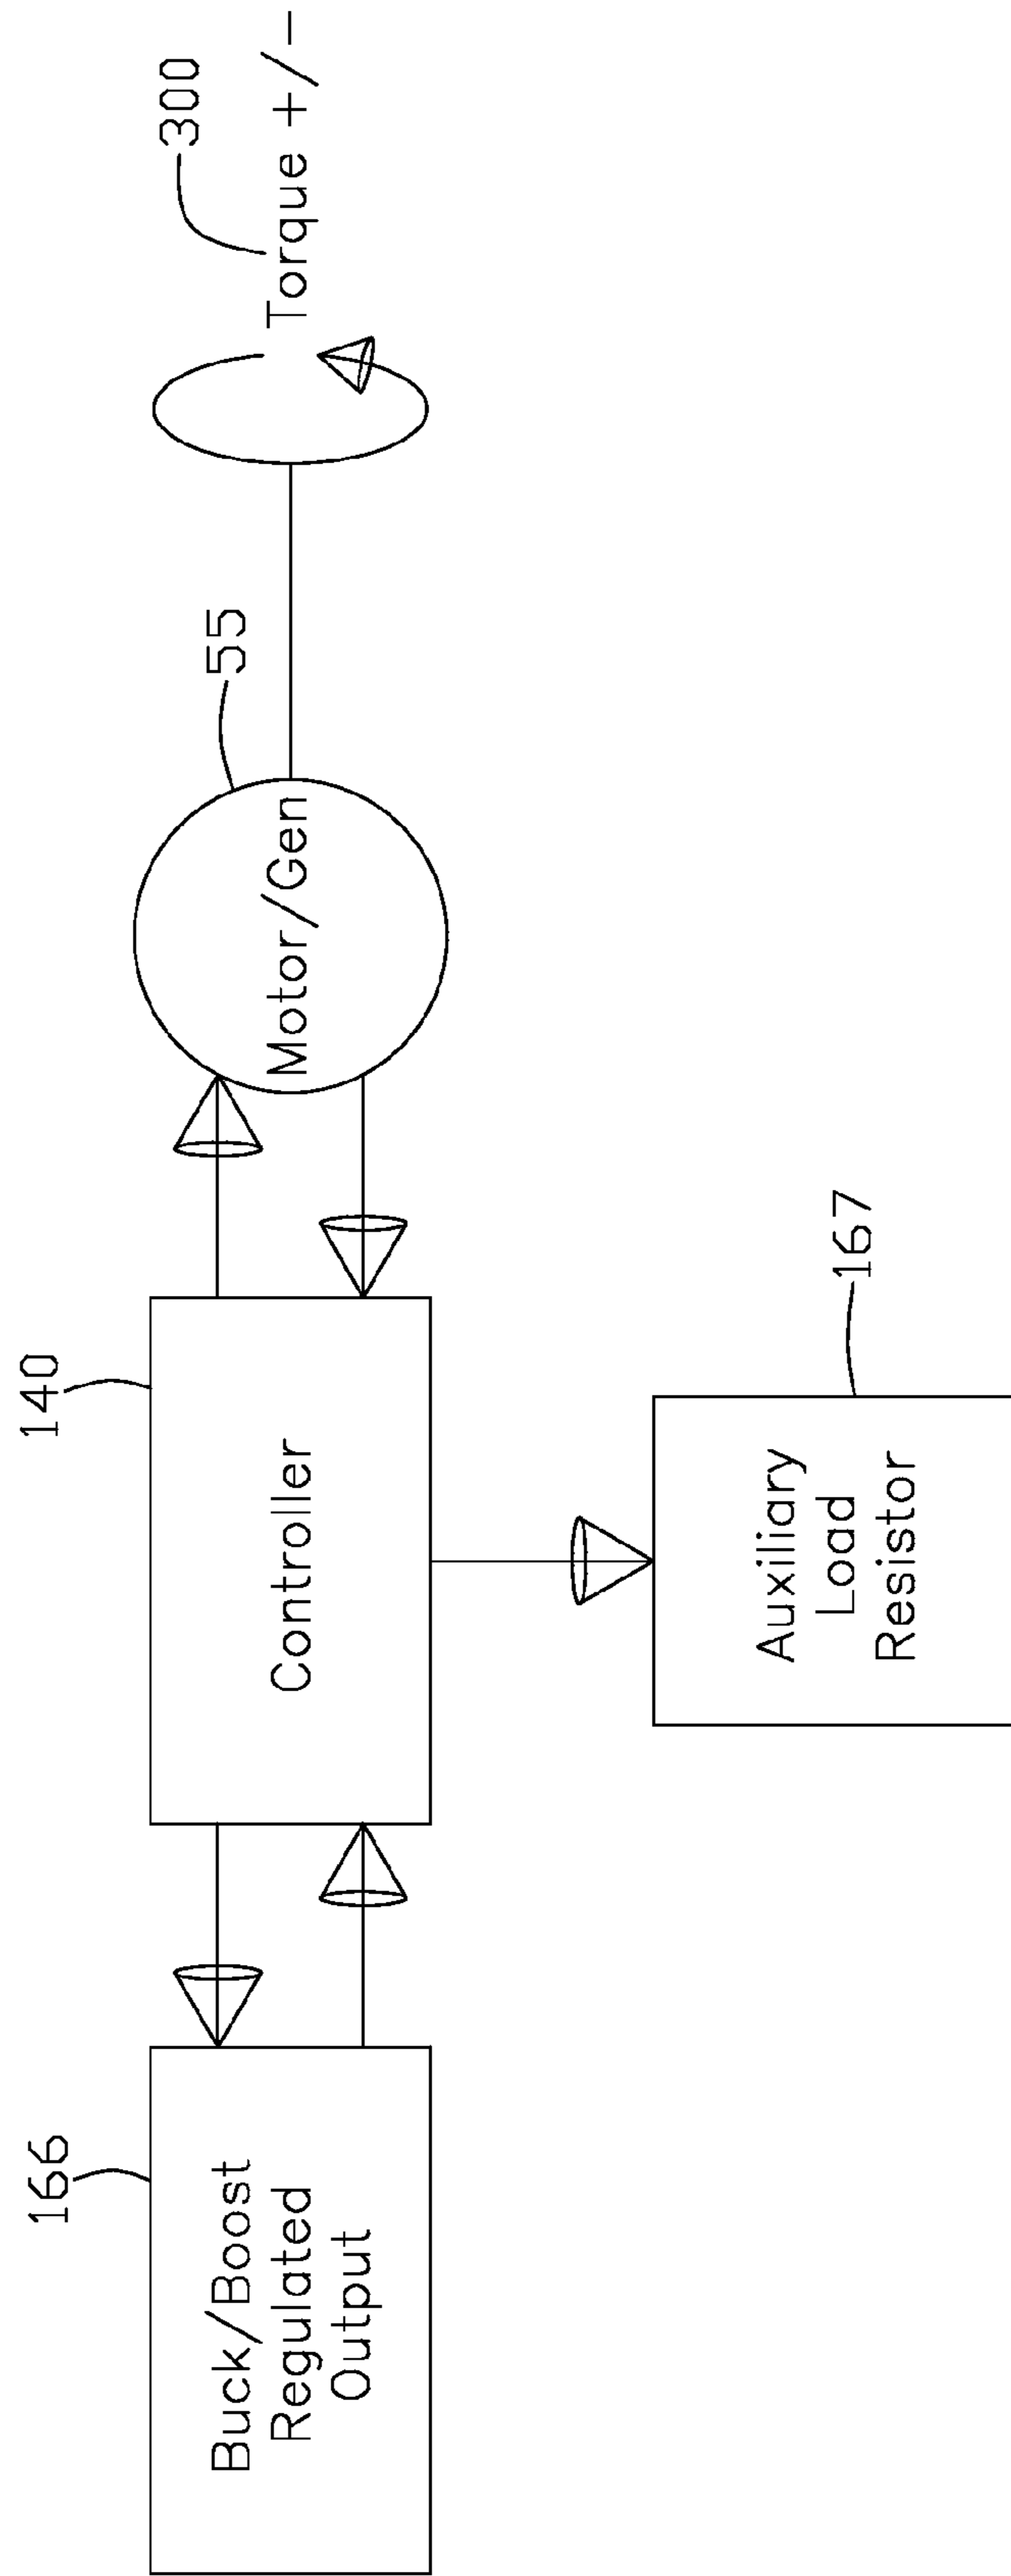 166
Buck/Boost
Regulated
Output
140
Controller
55
Motor/Gen
300
Torque +/-
167
Auxiliary
Load
Resistor